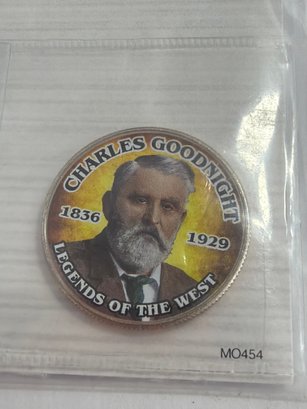 CHARLES GOODNIGHT
1836
1929
LEGENDS OF THE WEST
MO454